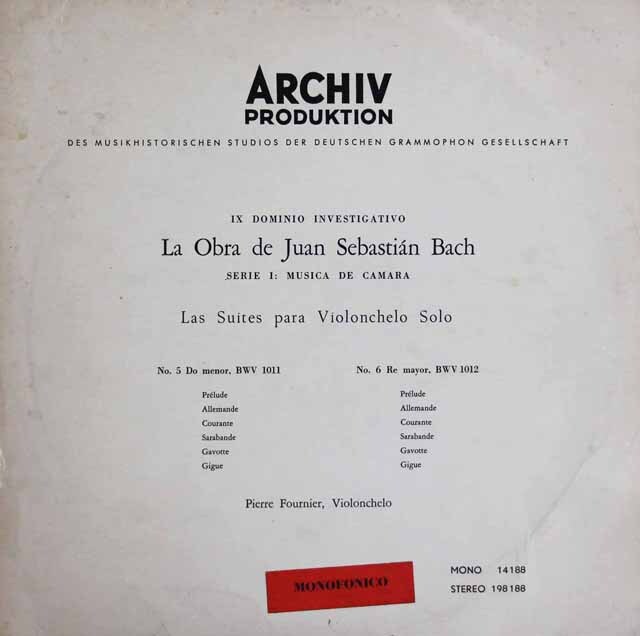 ARCHIV
PRODUKTION
DES MUSIKHISTORISCHEN STUDIOS DER DEUTSCHEN GRAMMOPHON GESELLSCHAFT
IX DOMINIO INVESTIGATIVO
La Obra de Juan Sebastián Bach
SERIE I: MUSICA DE CAMARA
Las Suites para Violonchelo Solo
No. 5 Do menor, BWV 1011
Prélude
Allemande
Courante
Sarabande
Gavotte
Gigue
No. 6 Re mayor, BWV 1012
Prélude
Allemande
Courante
Sarabande
Gavotte
Gigue
Pierre Fournier, Violonchelo
MONOFONICO
MONO 14188
STEREO 198188